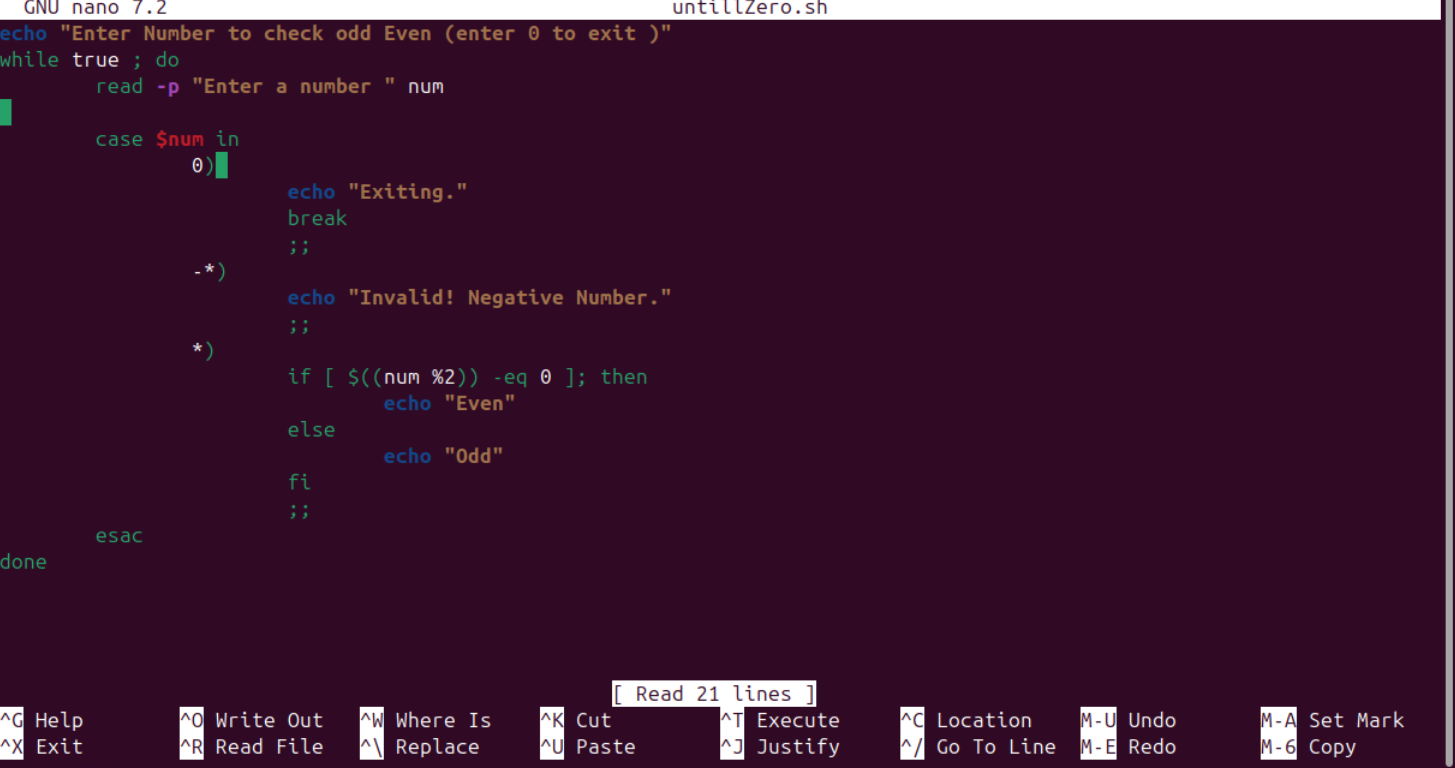 GNU nano 7.2 untillZero.sh
echo "Enter Number to check odd Even (enter 0 to exit )"
while true ; do
        read -p "Enter a number " num
        case $num in
                0)
                        echo "Exiting."
                        break
                        ;;
                -*)
                        echo "Invalid! Negative Number."
                        ;;
                *)
                        if [ $((num %2)) -eq 0 ]; then
                                echo "Even"
                        else
                                echo "Odd"
                        fi
                        ;;
        esac
done
[ Read 21 lines ]
^G Help ^O Write Out ^W Where Is ^K Cut ^T Execute ^C Location M-U Undo M-A Set Mark
^X Exit ^R Read File ^\ Replace ^U Paste ^J Justify ^/ Go To Line M-E Redo M-6 Copy